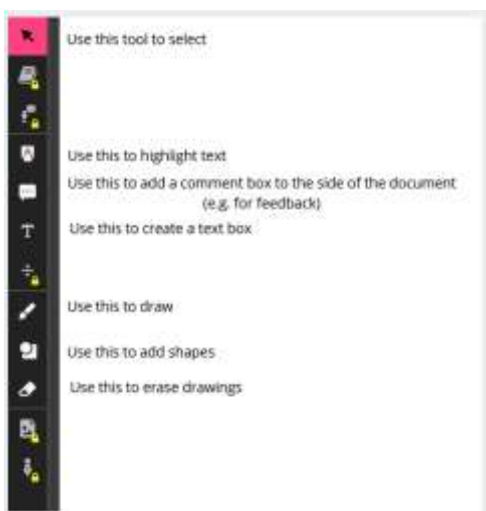 Use this tool to select
Use this to highlight text
Use this to add a comment box to the side of the document
(e.g. for feedback)
Use this to create a text box
Use this to draw
Use this to add shapes
Use this to erase drawings